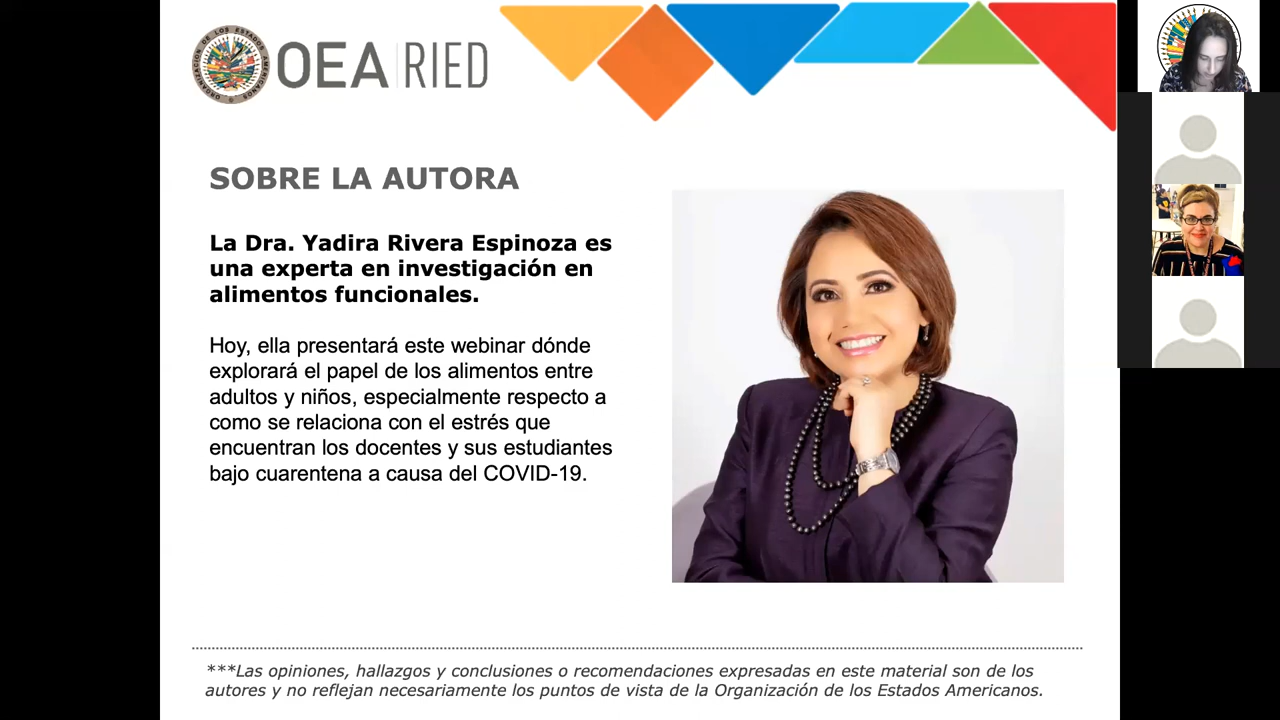 OEA RIED
SOBRE LA AUTORA
La Dra. Yadira Rivera Espinoza es
una experta en investigación en
alimentos funcionales.
Hoy, ella presentará este webinar dónde
explorará el papel de los alimentos entre
adultos y niños, especialmente respecto a
como se relaciona con el estrés que
encuentran los docentes y sus estudiantes
bajo cuarentena a causa del COVID-19.
***Las opiniones, hallazgos y conclusiones o recomendaciones expresadas en este material son de los
autores y no reflejan necesariamente los puntos de vista de la Organización de los Estados Americanos.